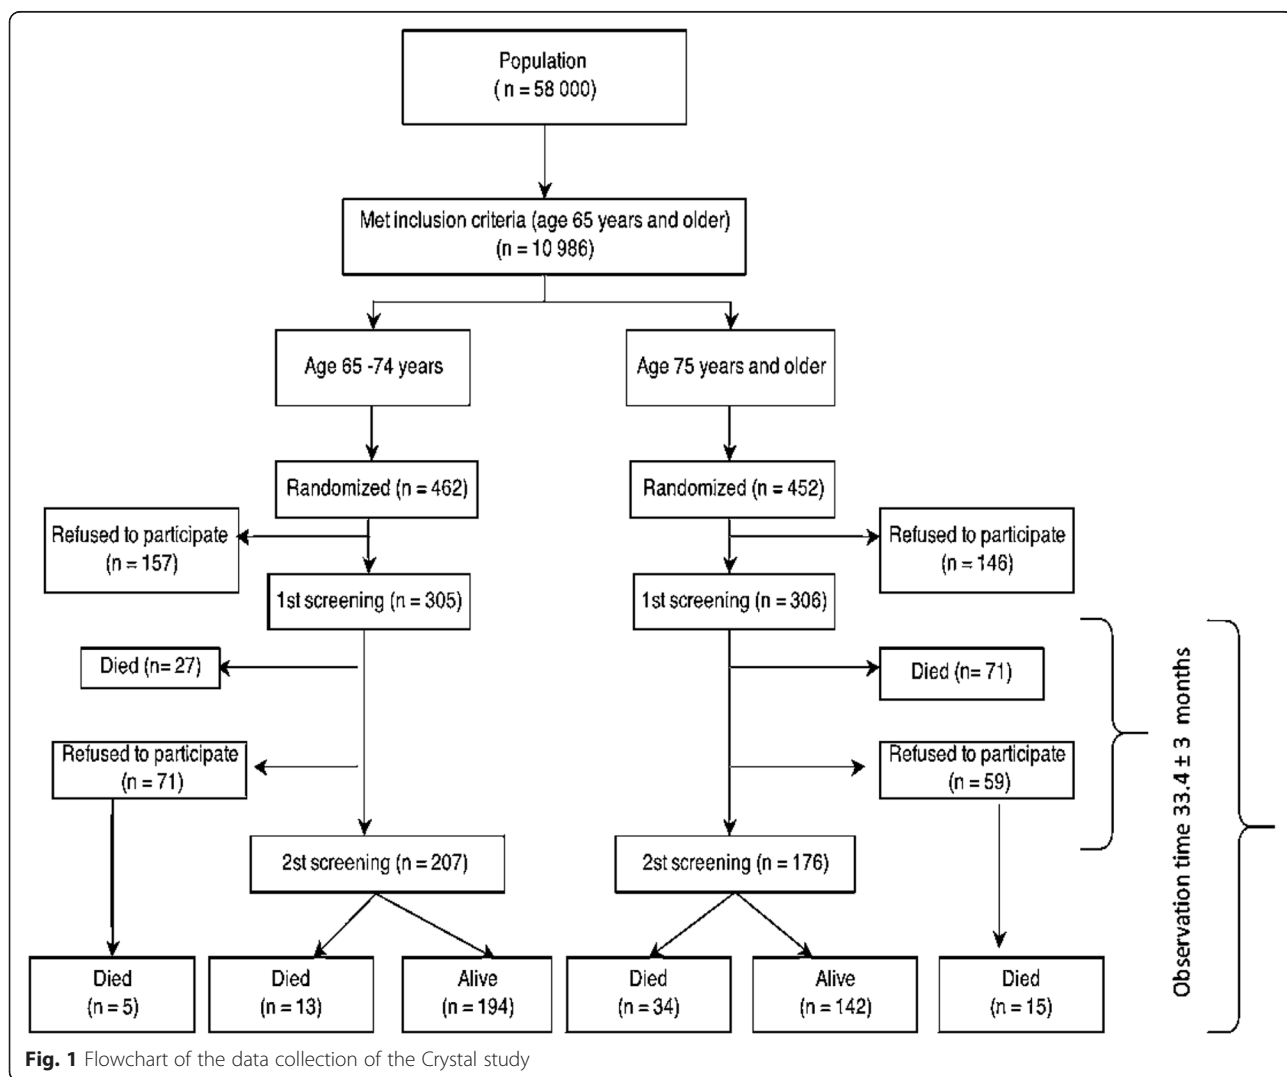 Population
( n = 58 000)
Met inclusion criteria (age 65 years and older)
(n = 10 986)
Age 65 -74 years
Age 75 years and older
Randomized (n = 462)
Randomized (n = 452)
Refused to participate
(n = 157)
Refused to participate
(n = 146)
1st screening (n = 305)
1st screening (n = 306)
Died (n= 27)
Died (n= 71)
Refused to participate
(n = 71)
Refused to participate
(n = 59)
2st screening (n = 207)
2st screening (n = 176)
Died
(n = 5)
Died
(n = 13)
Alive
(n = 194)
Died
(n = 34)
Alive
(n = 142)
Died
(n = 15)
Observation time 33.4 ± 3 months
Fig. 1 Flowchart of the data collection of the Crystal study